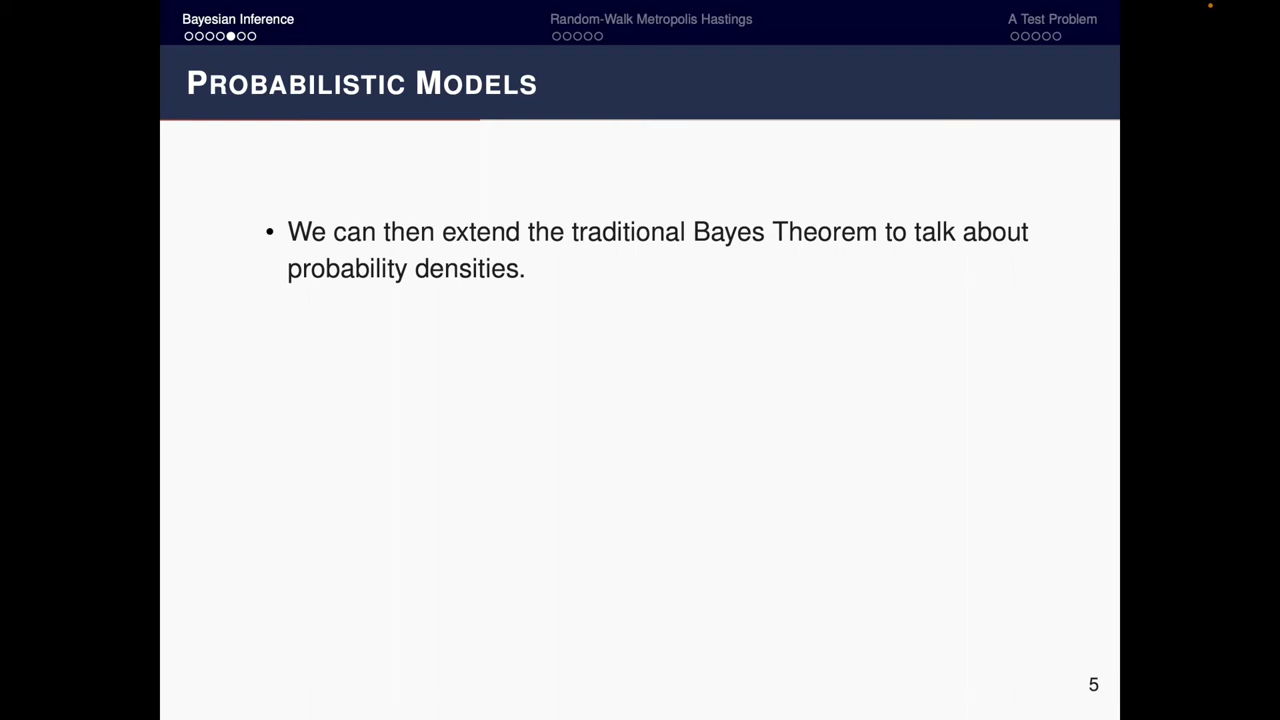 Bayesian Inference
Random-Walk Metropolis Hastings
A Test Problem
PROBABILISTIC MODELS
• We can then extend the traditional Bayes Theorem to talk about
probability densities.
5